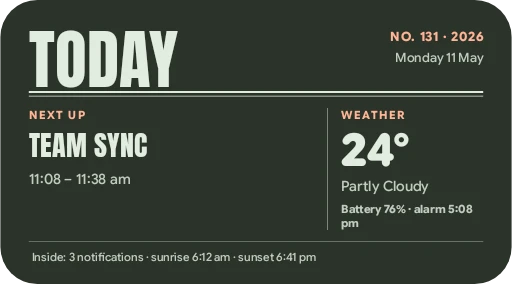 TODAY
NO. 131 · 2026
Monday 11 May
NEXT UP
TEAM SYNC
11:08 – 11:38 am
WEATHER
24°
Partly Cloudy
Battery 76% · alarm 5:08
pm
Inside: 3 notifications · sunrise 6:12 am · sunset 6:41 pm